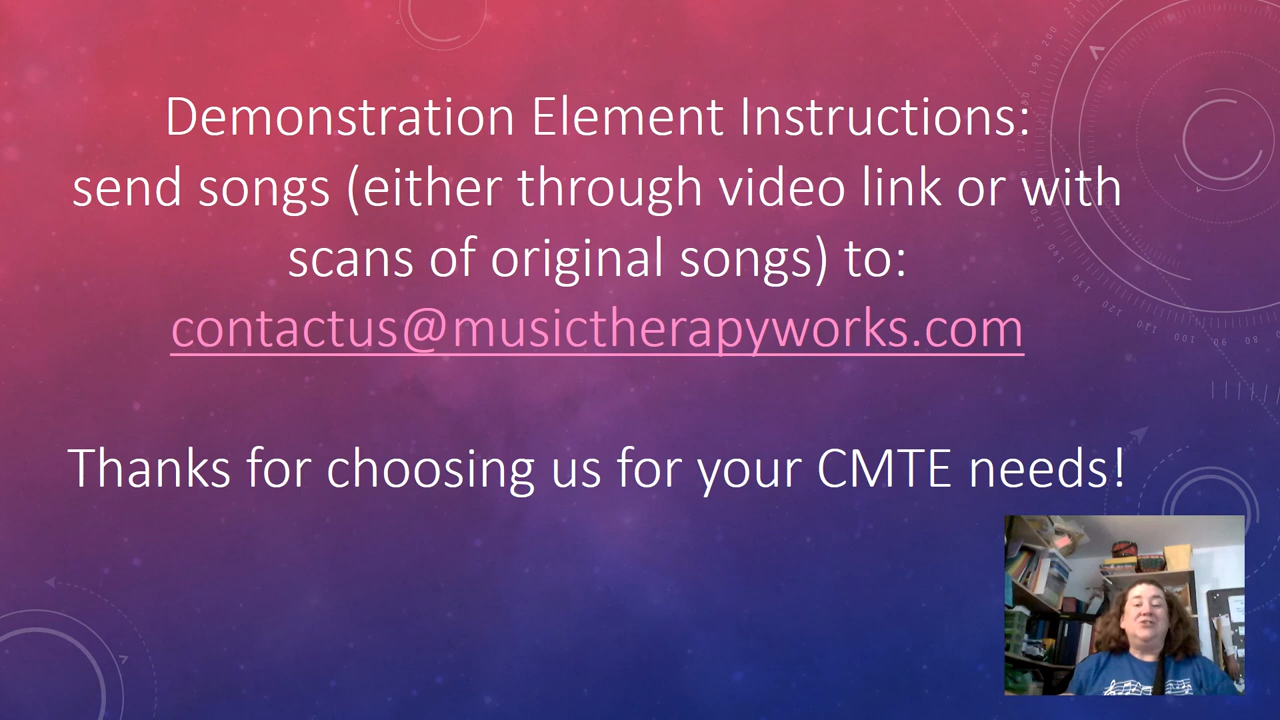 Demonstration Element Instructions:
send songs (either through video link or with
scans of original songs) to:
contactus@musictherapyworks.com
Thanks for choosing us for your CMTE needs!